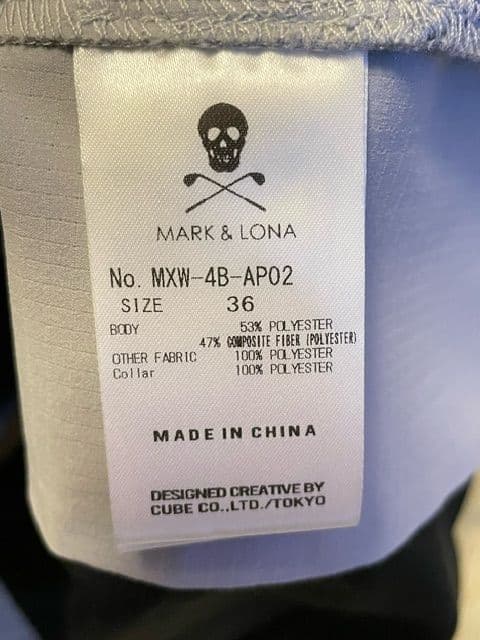 MARK & LONA
No. MXW-4B-AP02
SIZE 36
BODY 53% POLYESTER
47% COMPOSITE FIBER (POLYESTER)
OTHER FABRIC 100% POLYESTER
Collar 100% POLYESTER
MADE IN CHINA
DESIGNED CREATIVE BY
CUBE CO.,LTD./TOKYO